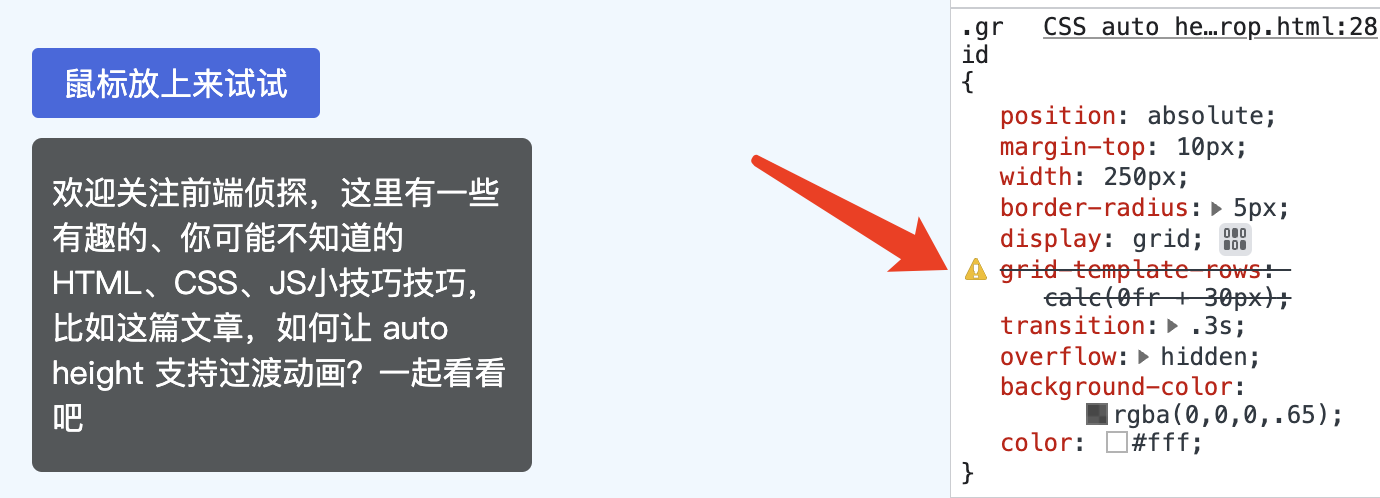 鼠标放上来试试
欢迎关注前端侦探，这里有一些
有趣的、你可能不知道的
HTML、CSS、JS小技巧技巧，
比如这篇文章，如何让 auto
height 支持过渡动画？一起看看
吧
.gr CSS auto he…rop.html:28
id
{
position: absolute;
margin-top: 10px;
width: 250px;
border-radius: 5px;
display: grid;
grid-template-rows:
calc(0fr + 30px);
transition: .3s;
overflow: hidden;
background-color:
rgba(0,0,0,.65);
color: #fff;
}